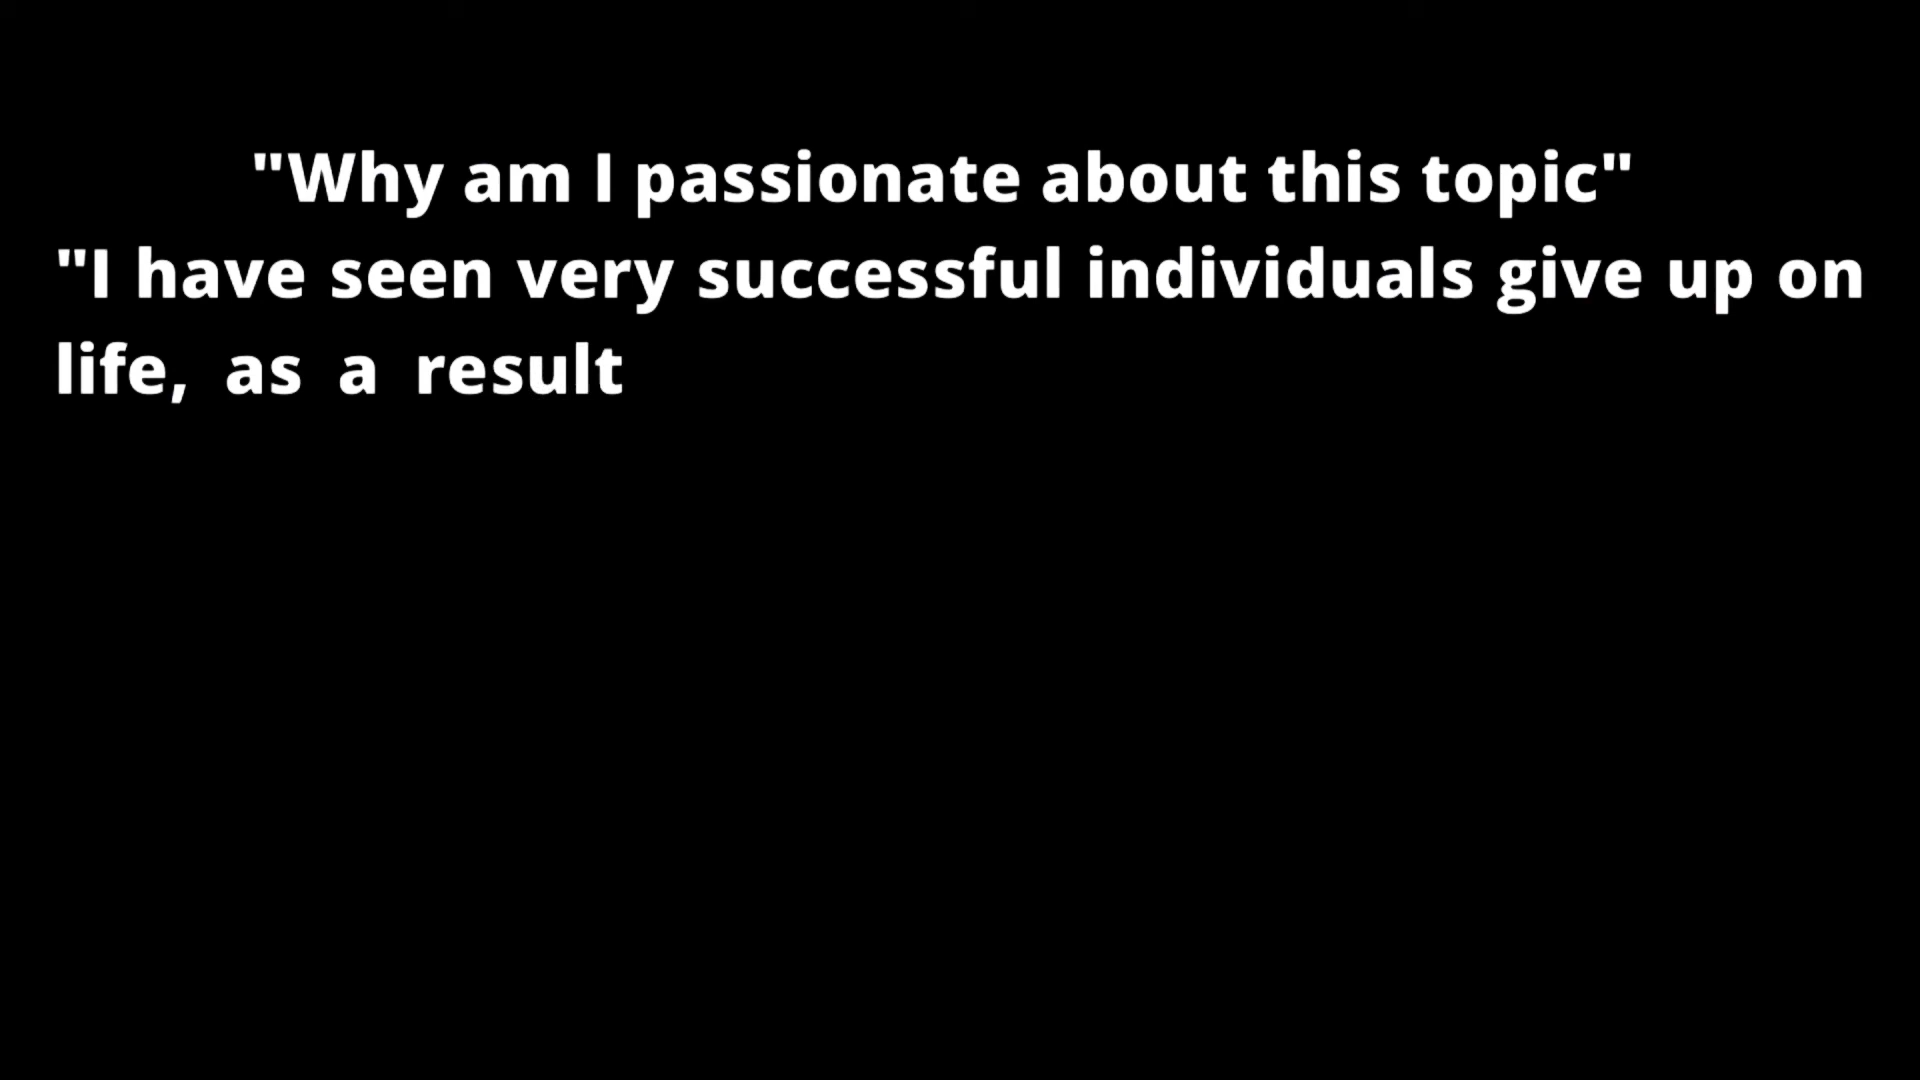 "Why am I passionate about this topic"
"I have seen very successful individuals give up on
life, as a result